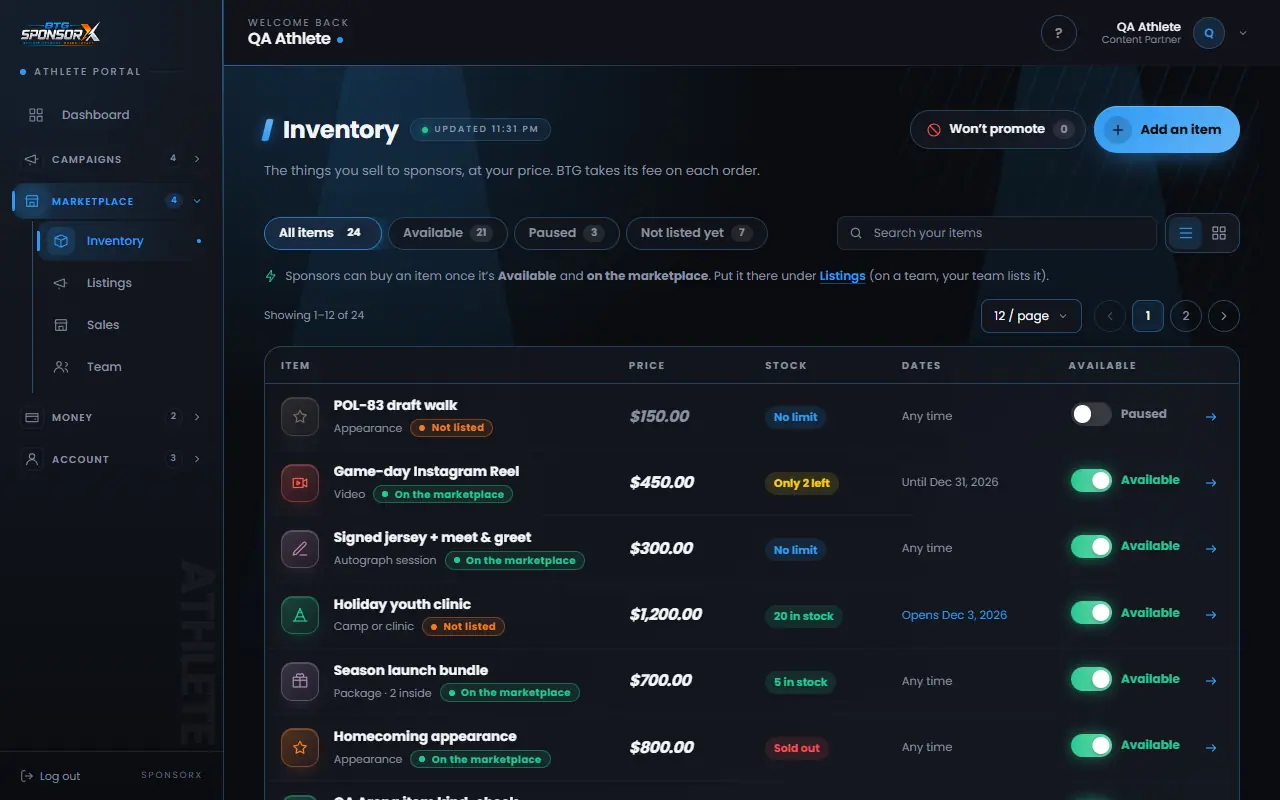 BTG
SPONSORX
ATHLETE PORTAL
Dashboard
CAMPAIGNS 4
MARKETPLACE 4
Inventory
Listings
Sales
Team
MONEY 2
ACCOUNT 3
ATHLETE
Log out
SPONSORX
WELCOME BACK
QA Athlete
?
QA Athlete
Content Partner
Q
Inventory
UPDATED 11:31 PM
Won't promote 0
+ Add an item
The things you sell to sponsors, at your price. BTG takes its fee on each order.
All items 24
Available 21
Paused 3
Not listed yet 7
Search your items
Sponsors can buy an item once it's Available and on the marketplace. Put it there under Listings (on a team, your team lists it).
Showing 1–12 of 24
12 / page
1
2
ITEM PRICE STOCK DATES AVAILABLE
POL-83 draft walk
Appearance Not listed
$150.00 No limit Any time Paused
Game-day Instagram Reel
Video On the marketplace
$450.00 Only 2 left Until Dec 31, 2026 Available
Signed jersey + meet & greet
Autograph session On the marketplace
$300.00 No limit Any time Available
Holiday youth clinic
Camp or clinic Not listed
$1,200.00 20 in stock Opens Dec 3, 2026 Available
Season launch bundle
Package · 2 inside On the marketplace
$700.00 5 in stock Any time Available
Homecoming appearance
Appearance On the marketplace
$800.00 Sold out Any time Available